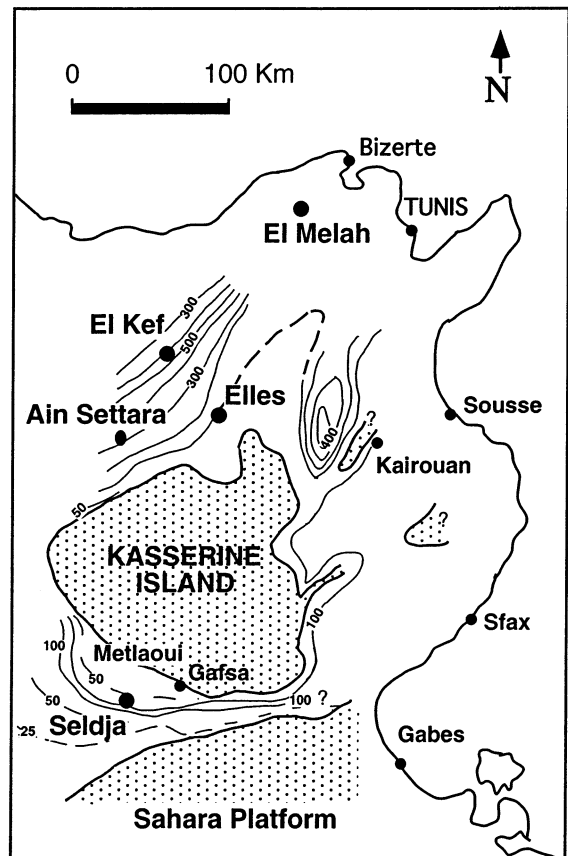 0 100 Km
N
Bizerte
TUNIS
El Melah
300
El Kef
500
300
Ain Settara
Elles
Sousse
?
400
Kairouan
50
?
KASSERINE
ISLAND
100
Sfax
100
Metlaoui
50
Gafsa
50
100 ?
Seldja
25
Gabes
Sahara Platform